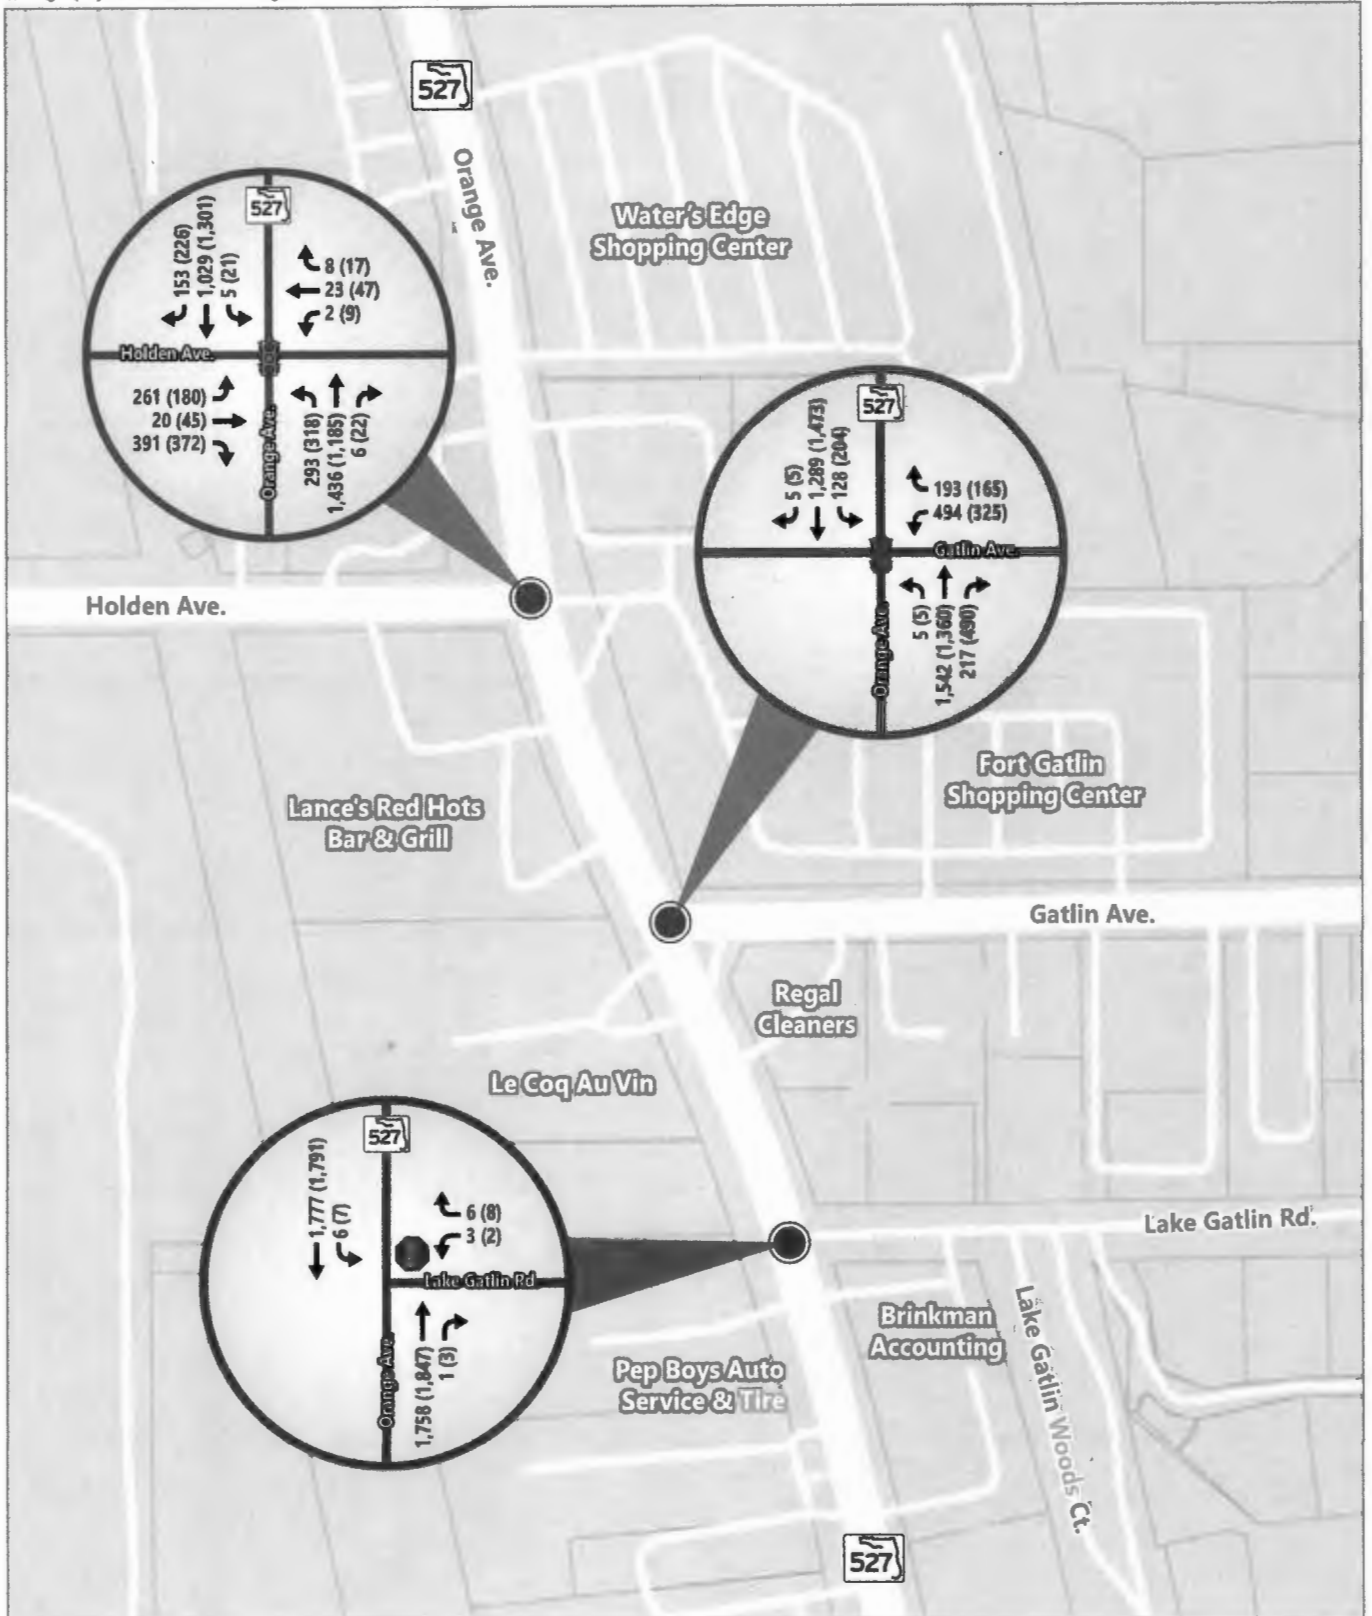 527
Orange Ave.
Water's Edge
Shopping Center
527
153 (226)
1,029 (1,301)
5 (21)
8 (17)
23 (47)
2 (9)
Holden Ave.
261 (180)
20 (45)
391 (372)
Orange Ave.
293 (318)
1,436 (1,185)
6 (22)
527
5 (5)
1,289 (1,473)
128 (204)
193 (165)
494 (325)
Gatlin Ave.
Orange Ave.
5 (5)
1,542 (1,360)
217 (490)
Holden Ave.
Lance's Red Hots
Bar & Grill
Fort Gatlin
Shopping Center
Gatlin Ave.
Regal
Cleaners
Le Coq Au Vin
527
1,777 (1,791)
6 (7)
6 (8)
3 (2)
Lake Gatlin Rd
Orange Ave
1,758 (1,847)
1 (3)
Lake Gatlin Rd.
Brinkman
Accounting
Lake Gatlin Woods Ct.
Pep Boys Auto
Service & Tire
527